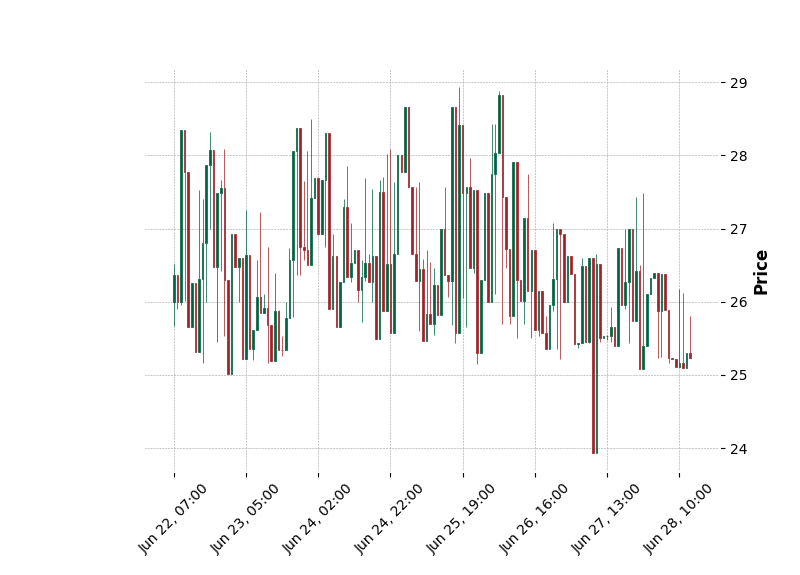 29
28
27
26
25
24
Price
Jun 22, 07:00
Jun 23, 05:00
Jun 24, 02:00
Jun 24, 22:00
Jun 25, 19:00
Jun 26, 16:00
Jun 27, 13:00
Jun 28, 10:00